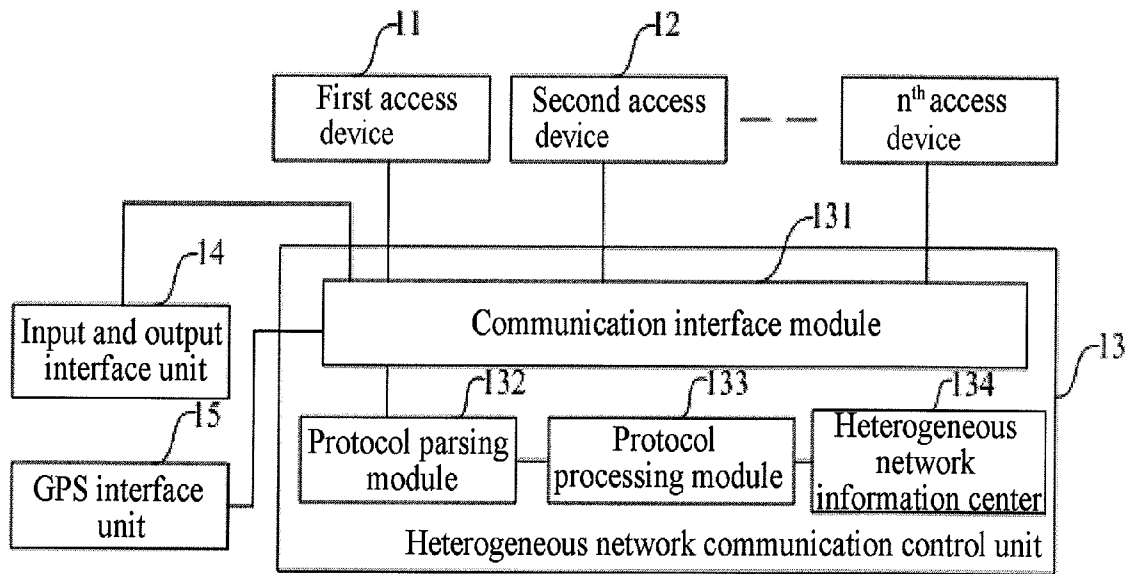 11
12
First access
device
Second access
device
nth access
device
131
14
Input and output
interface unit
Communication interface module
13
132
133
134
15
GPS interface
unit
Protocol parsing
module
Protocol
processing module
Heterogeneous
network
information center
Heterogeneous network communication control unit